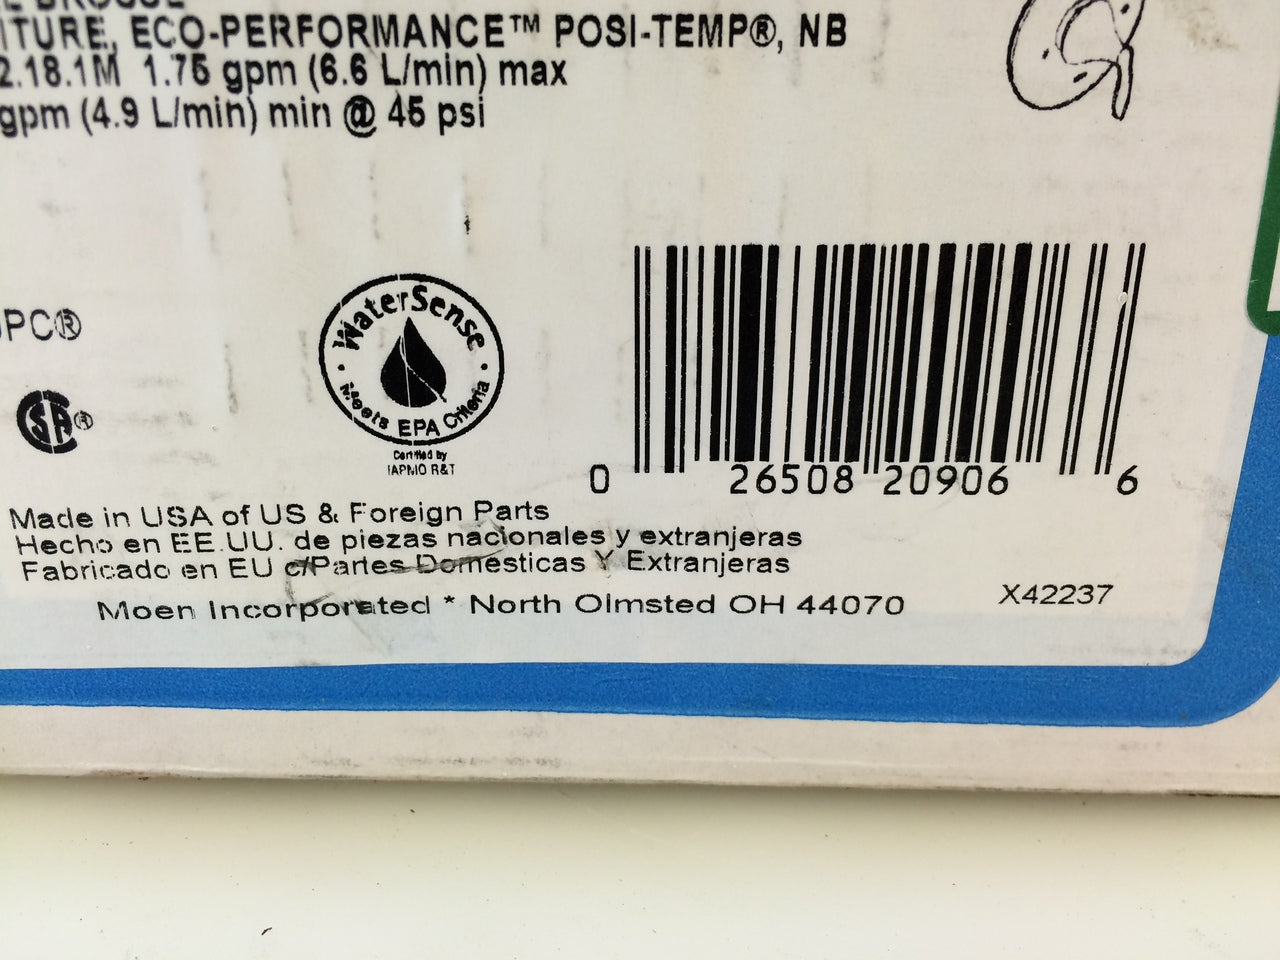 ITURE, ECO-PERFORMANCE™ POSI-TEMP®, NB
2.18.1M 1.75 gpm (6.6 L/min) max
gpm (4.9 L/min) min @ 45 psi
WaterSense
Meets EPA Criteria
Certified by
IAPMO R&T
PC®
SA®
0 26508 20906 6
Made in USA of US & Foreign Parts
Hecho en EE.UU. de piezas nacionales y extranjeras
Fabricado en EU c/Partes Domesticas Y Extranjeras
Moen Incorporated * North Olmsted OH 44070
X42237